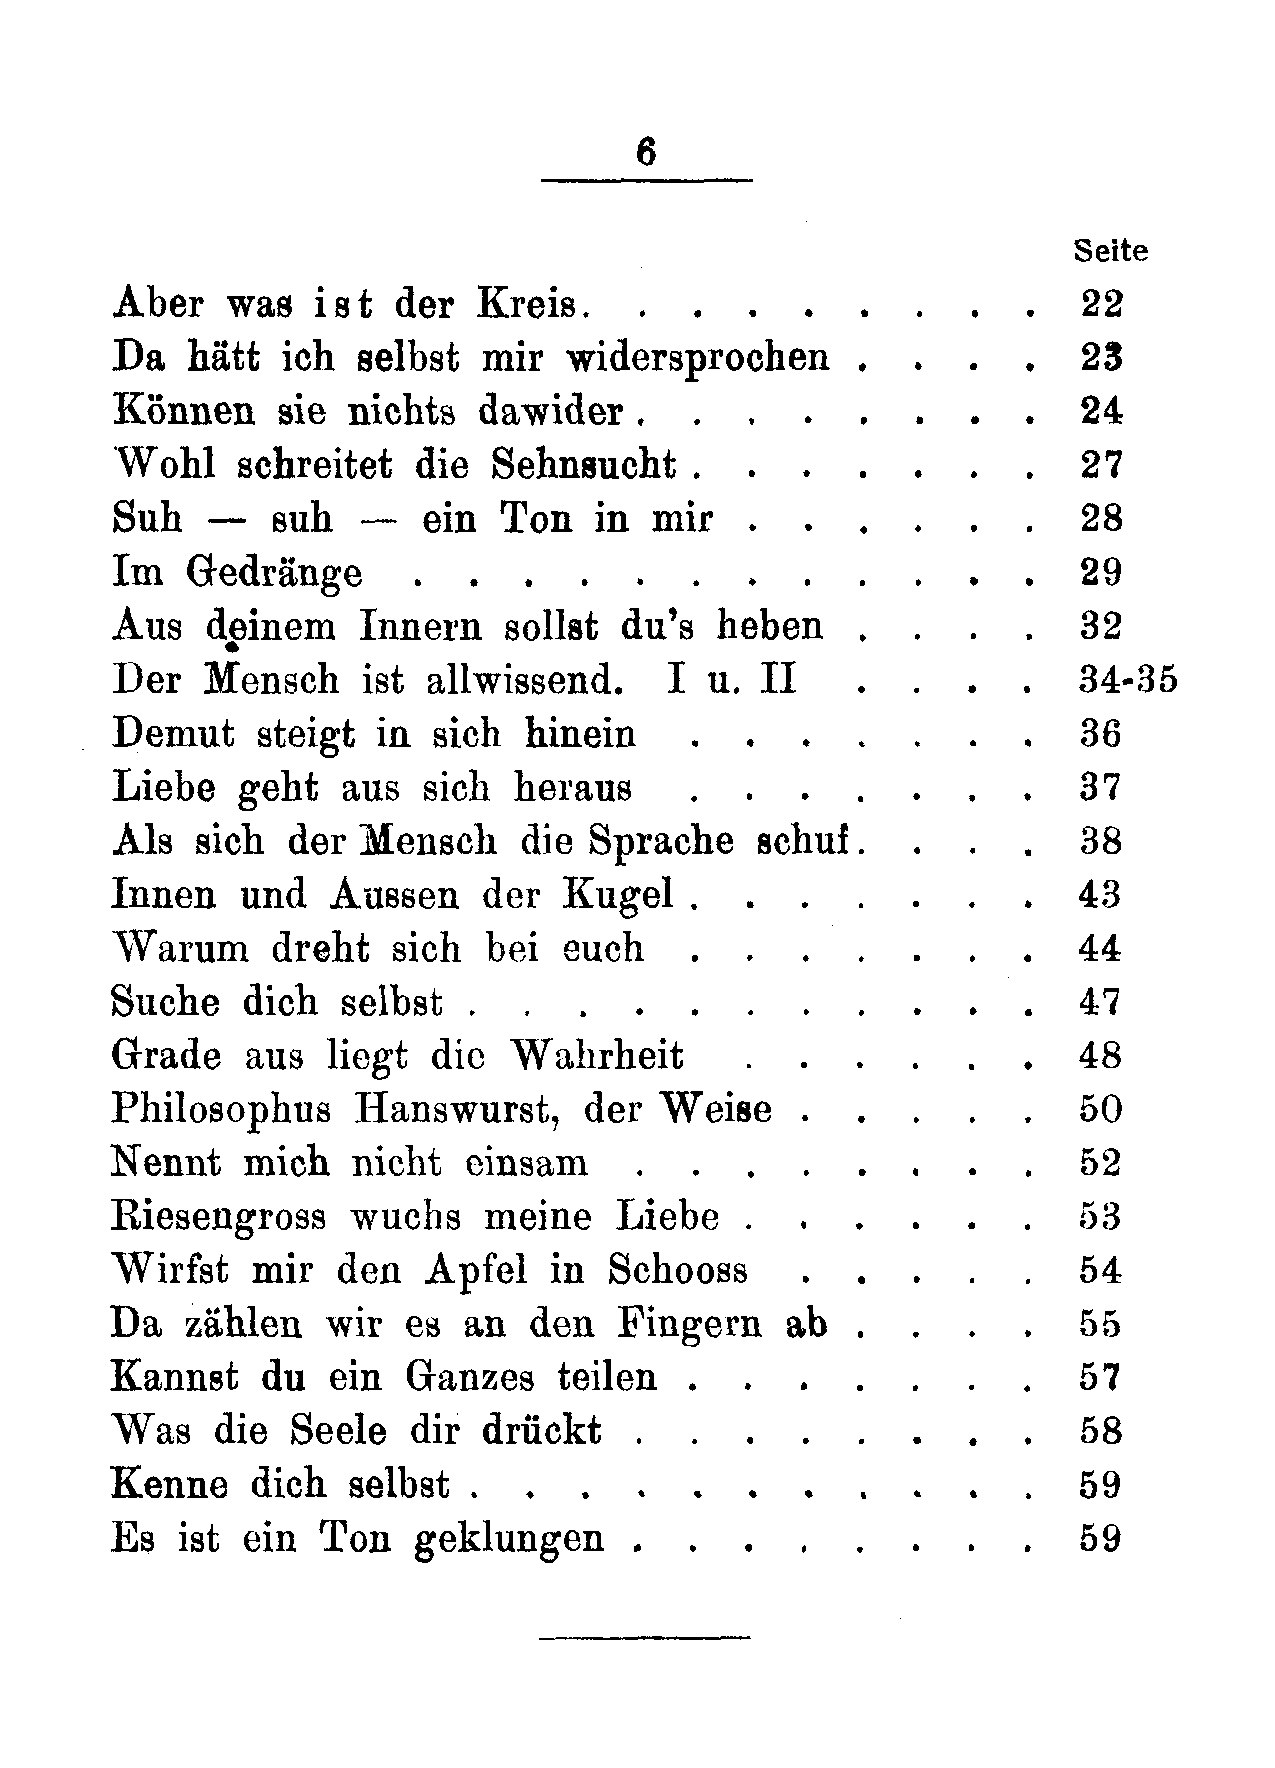 6
Seite
Aber was ist der Kreis. . . . . . . . . 22
Da hätt ich selbst mir widersprochen . . . . 23
Können sie nichts dawider . . . . . . . . 24
Wohl schreitet die Sehnsucht . . . . . . . 27
Suh — suh — ein Ton in mir . . . . . . 28
Im Gedränge . . . . . . . . . . . . 29
Aus deinem Innern sollst du's heben . . . . 32
Der Mensch ist allwissend. I u. II . . . . 34-35
Demut steigt in sich hinein . . . . . . . 36
Liebe geht aus sich heraus . . . . . . . 37
Als sich der Mensch die Sprache schuf. . . . 38
Innen und Aussen der Kugel . . . . . . . 43
Warum dreht sich bei euch . . . . . . . 44
Suche dich selbst . . . . . . . . . . . 47
Grade aus liegt die Wahrheit . . . . . . 48
Philosophus Hanswurst, der Weise . . . . . 50
Nennt mich nicht einsam . . . . . . . . 52
Riesengross wuchs meine Liebe . . . . . . 53
Wirfst mir den Apfel in Schooss . . . . . 54
Da zählen wir es an den Fingern ab . . . . 55
Kannst du ein Ganzes teilen . . . . . . . 57
Was die Seele dir drückt . . . . . . . . 58
Kenne dich selbst . . . . . . . . . . . 59
Es ist ein Ton geklungen . . . . . . . . 59